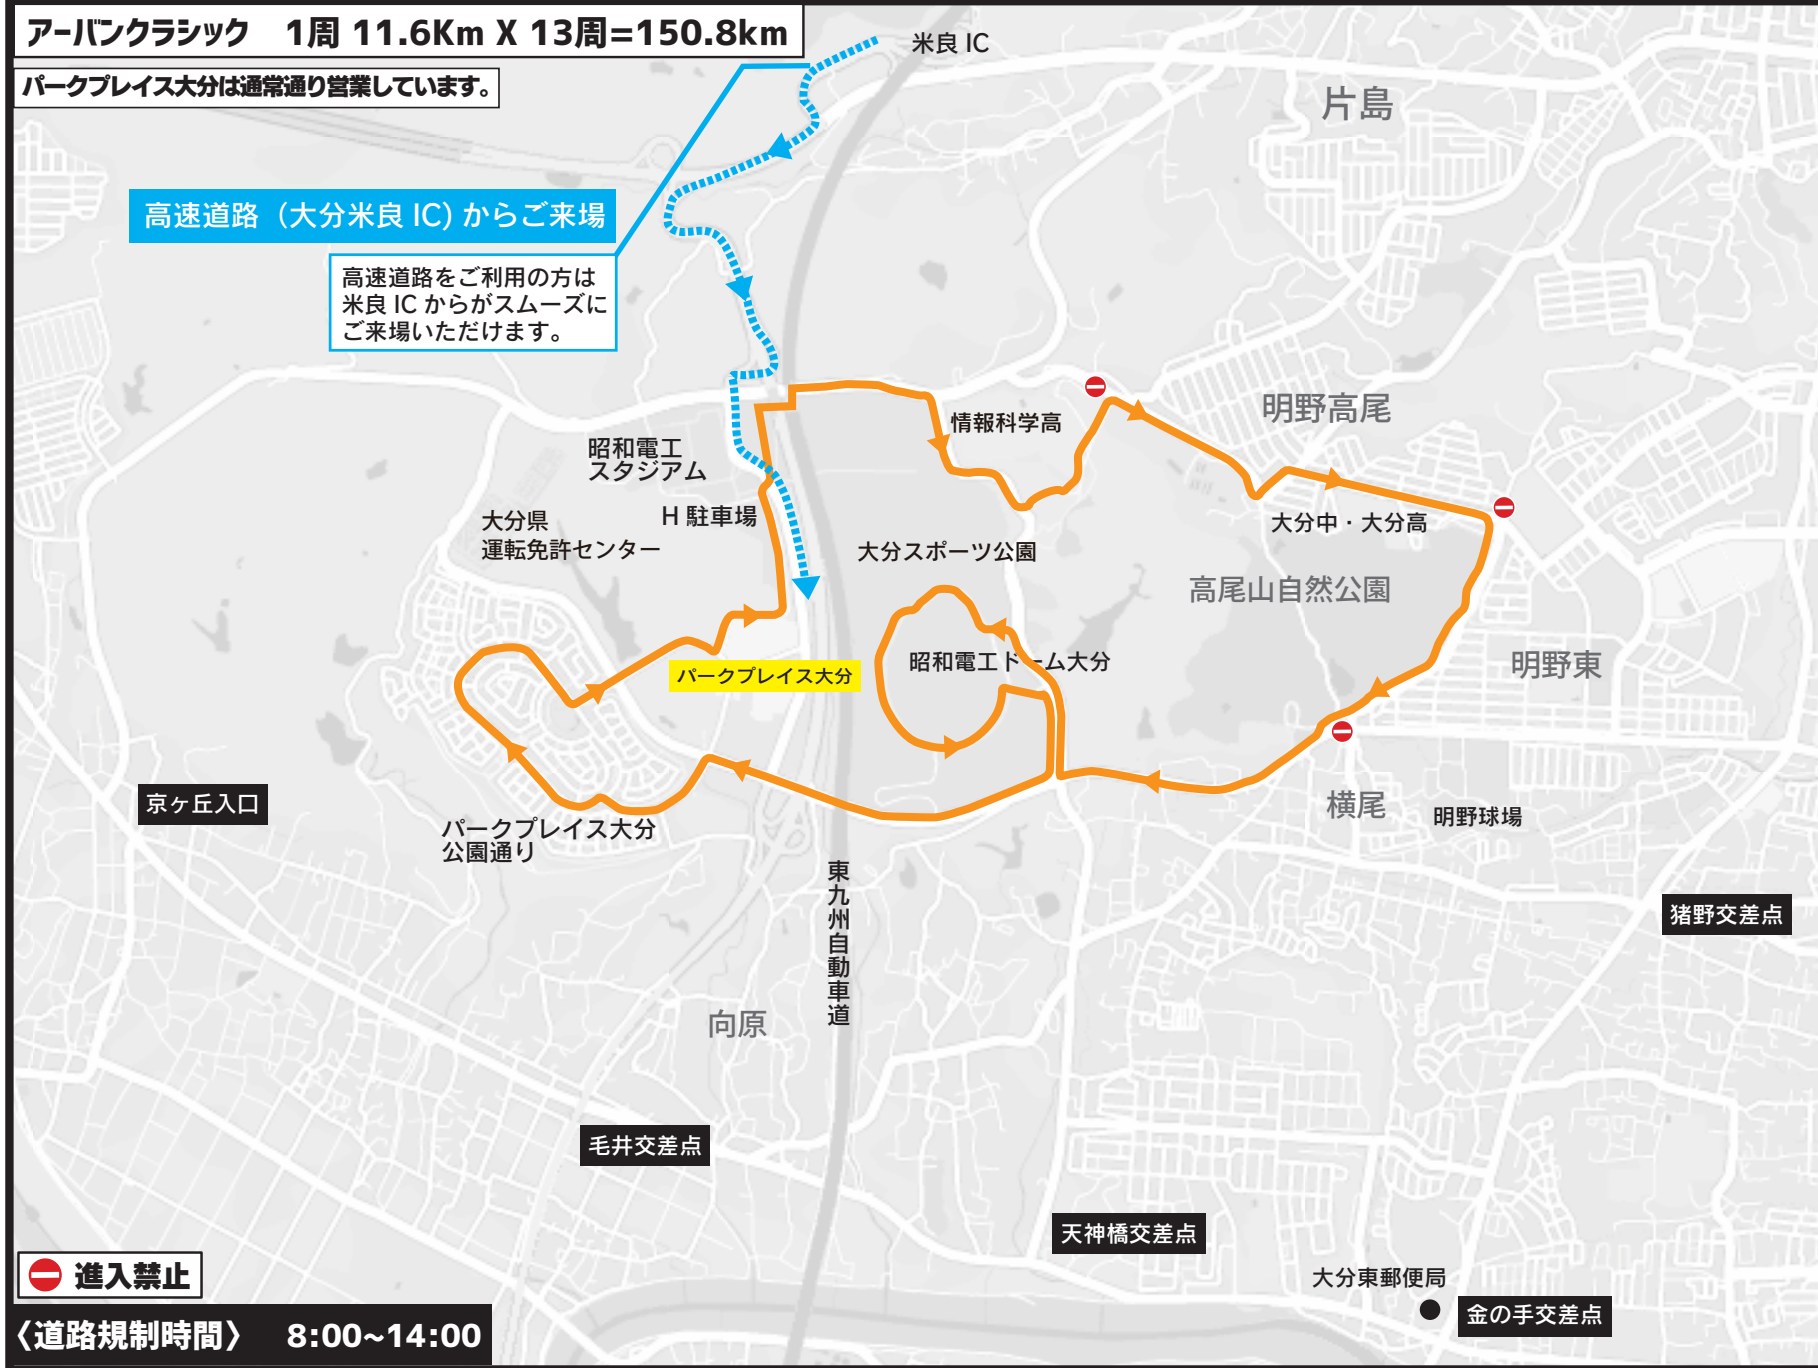 アーバンクラシック 1周 11.6Km X 13周=150.8km
パークプレイス大分は通常通り営業しています。
米良 IC
片島
高速道路（大分米良 IC) からご来場
高速道路をご利用の方は
米良 IC からがスムーズに
ご来場いただけます。
情報科学高
明野高尾
昭和電工
スタジアム
大分県
運転免許センター
H 駐車場
大分スポーツ公園
大分中・大分高
高尾山自然公園
昭和電工ドーム大分
パークプレイス大分
明野東
京ヶ丘入口
パークプレイス大分
公園通り
横尾
明野球場
東九州自動車道
猪野交差点
向原
毛井交差点
天神橋交差点
大分東郵便局
金の手交差点
進入禁止
〈道路規制時間〉 8:00~14:00